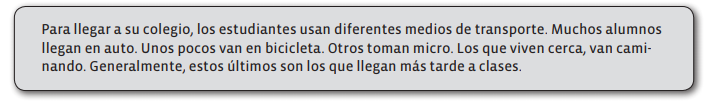 Para llegar a su colegio, los estudiantes usan diferentes medios de transporte. Muchos alumnos
llegan en auto. Unos pocos van en bicicleta. Otros toman micro. Los que viven cerca, van cami-
nando. Generalmente, estos últimos son los que llegan más tarde a clases.